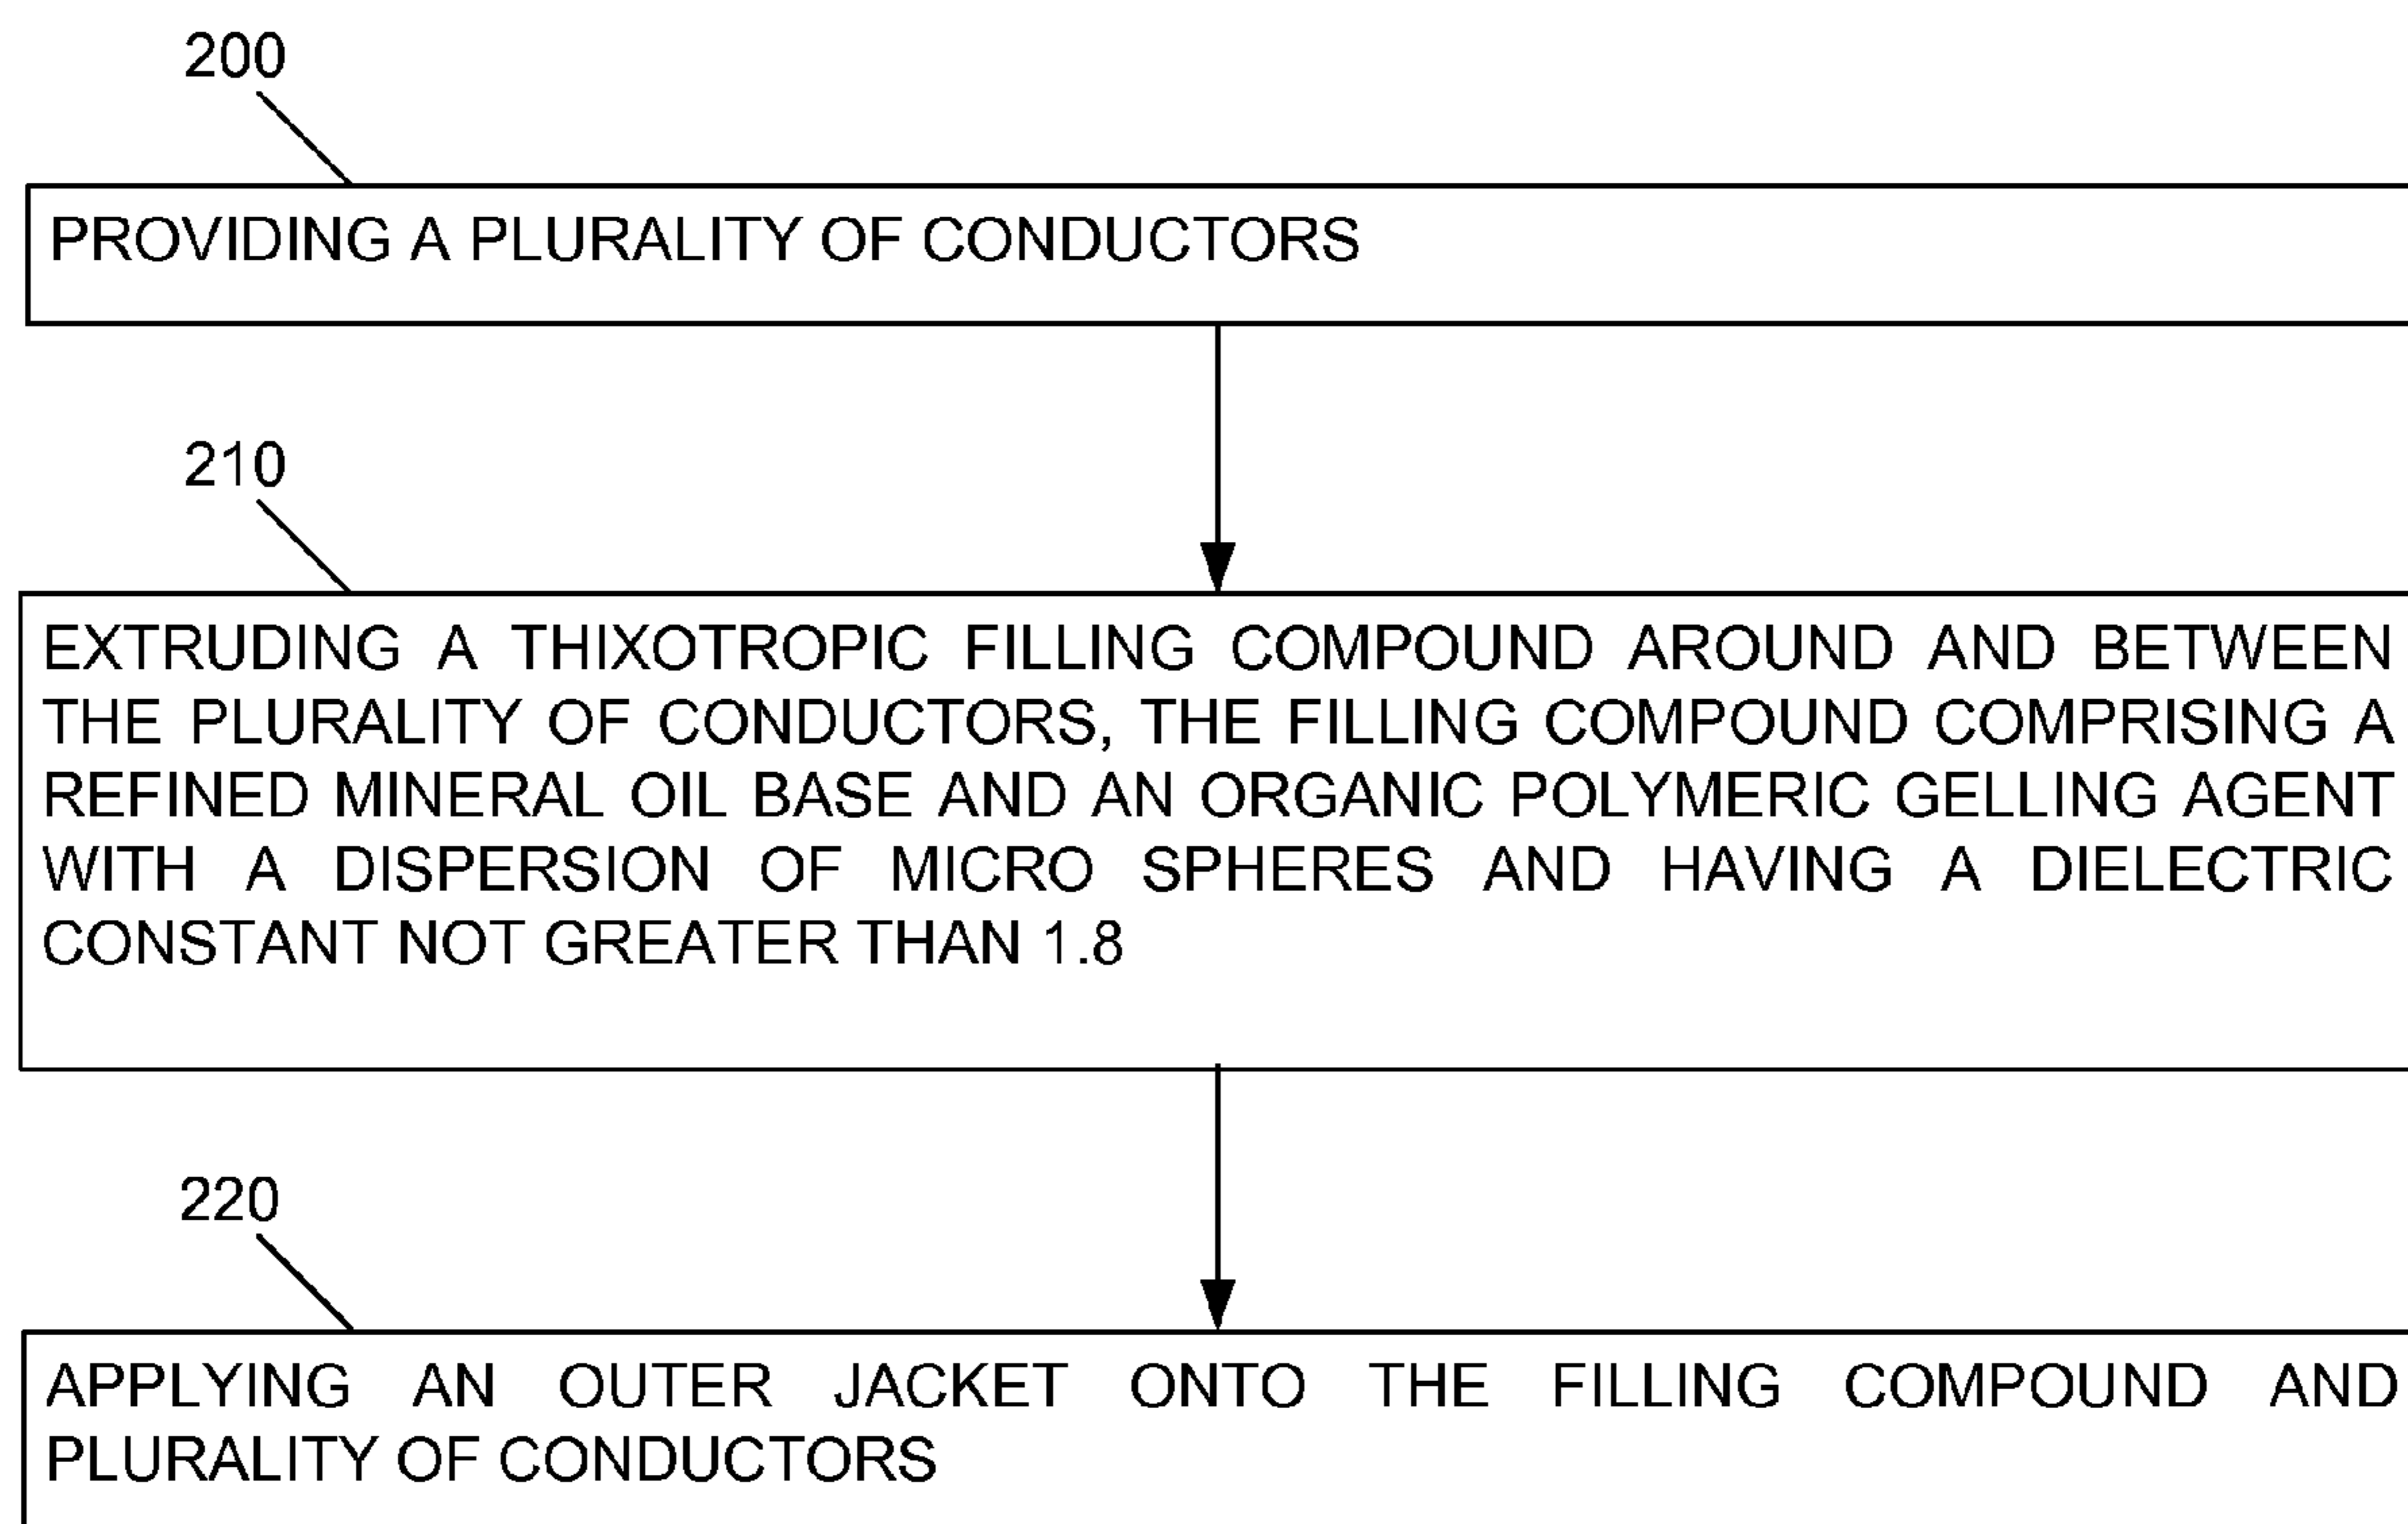 200
PROVIDING A PLURALITY OF CONDUCTORS
210
EXTRUDING A THIXOTROPIC FILLING COMPOUND AROUND AND BETWEEN
THE PLURALITY OF CONDUCTORS, THE FILLING COMPOUND COMPRISING A
REFINED MINERAL OIL BASE AND AN ORGANIC POLYMERIC GELLING AGENT
WITH A DISPERSION OF MICRO SPHERES AND HAVING A DIELECTRIC
CONSTANT NOT GREATER THAN 1.8
220
APPLYING AN OUTER JACKET ONTO THE FILLING COMPOUND AND
PLURALITY OF CONDUCTORS